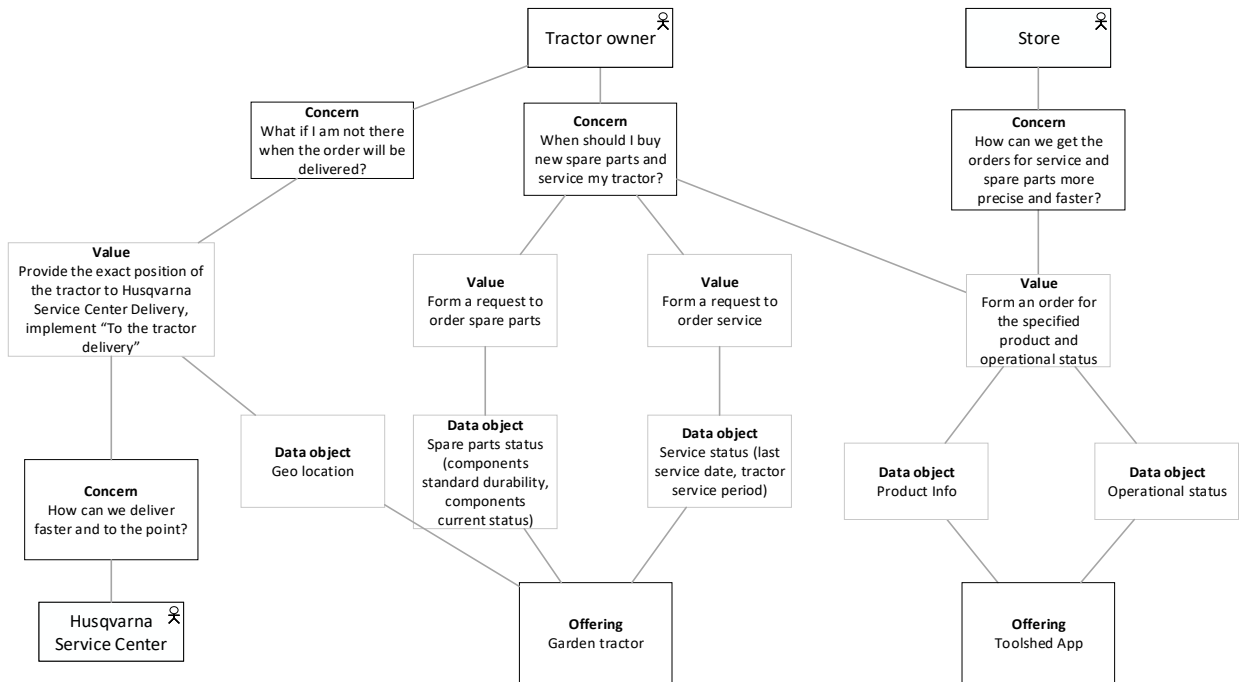 Tractor owner
Store
Concern
What if I am not there
when the order will be
delivered?
Concern
When should I buy
new spare parts and
service my tractor?
Concern
How can we get the
orders for service and
spare parts more
precise and faster?
Value
Provide the exact position of
the tractor to Husqvarna
Service Center Delivery,
implement “To the tractor
delivery”
Value
Form a request to
order spare parts
Value
Form a request to
order service
Value
Form an order for
the specified
product and
operational status
Data object
Geo location
Data object
Spare parts status
(components
standard durability,
components
current status)
Data object
Service status (last
service date, tractor
service period)
Data object
Product Info
Data object
Operational status
Concern
How can we deliver
faster and to the point?
Husqvarna
Service Center
Offering
Garden tractor
Offering
Toolshed App